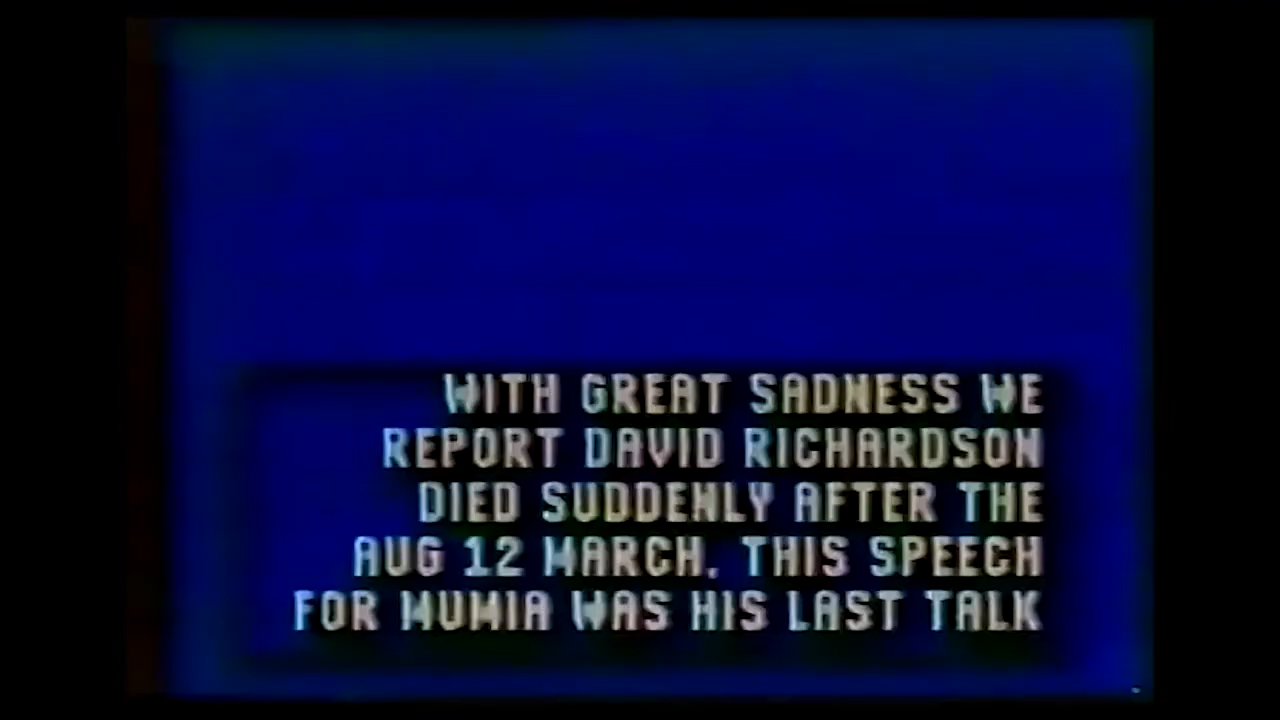 WITH GREAT SADNESS WE
REPORT DAVID RICHARDSON
DIED SUDDENLY AFTER THE
AUG 12 MARCH. THIS SPEECH
FOR MUMIA WAS HIS LAST TALK